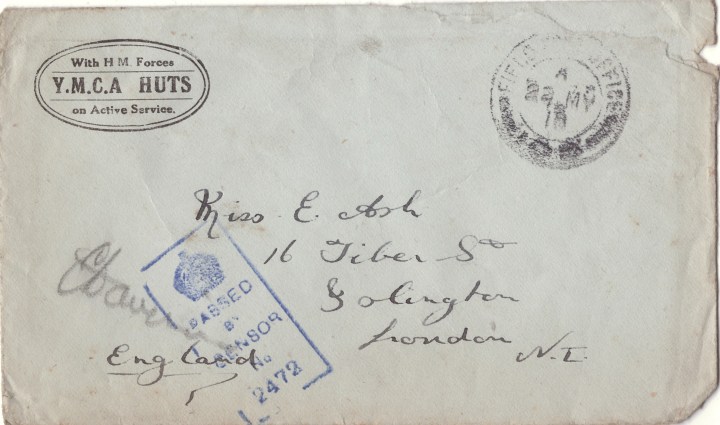 With H M. Forces
Y.M.C.A HUTS
on Active Service.
FIELD POST OFFICE
A
Miss E. Ash
16 Tiber St
Islington
London N.I.
England
PASSED
BY
CENSOR
No
2472